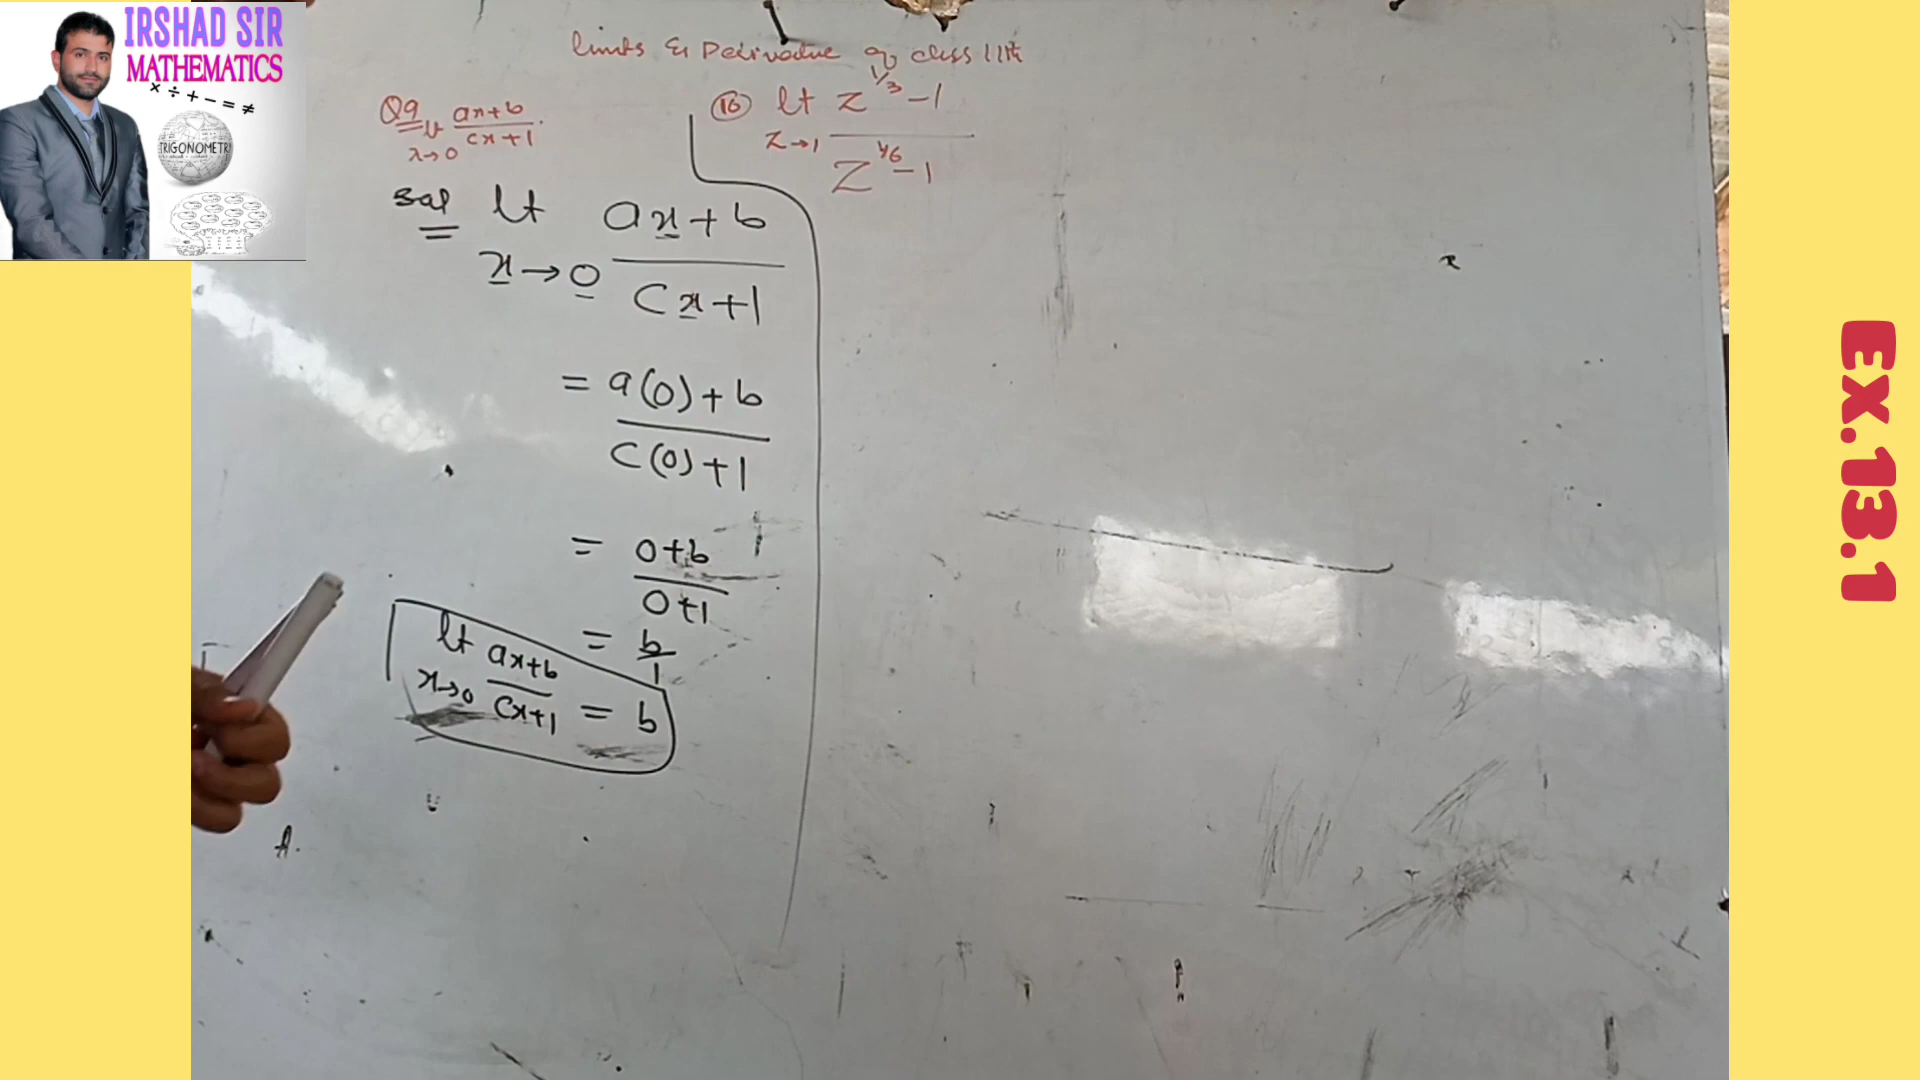 IRSHAD SIR
MATHEMATICS
× ÷ + - = ≠
TRIGONOMETR
limits & Derivative of class 11th
Q9 lt x→0 ax+b / cx+1
sol lt x→0 ax+b / cx+1
= a(0)+b / c(0)+1
= 0+b / 0+1
= b/1
lt x→0 ax+b / cx+1 = b
(10) lt z→1 z^1/3 -1 / z^1/6 -1
EX.13.1